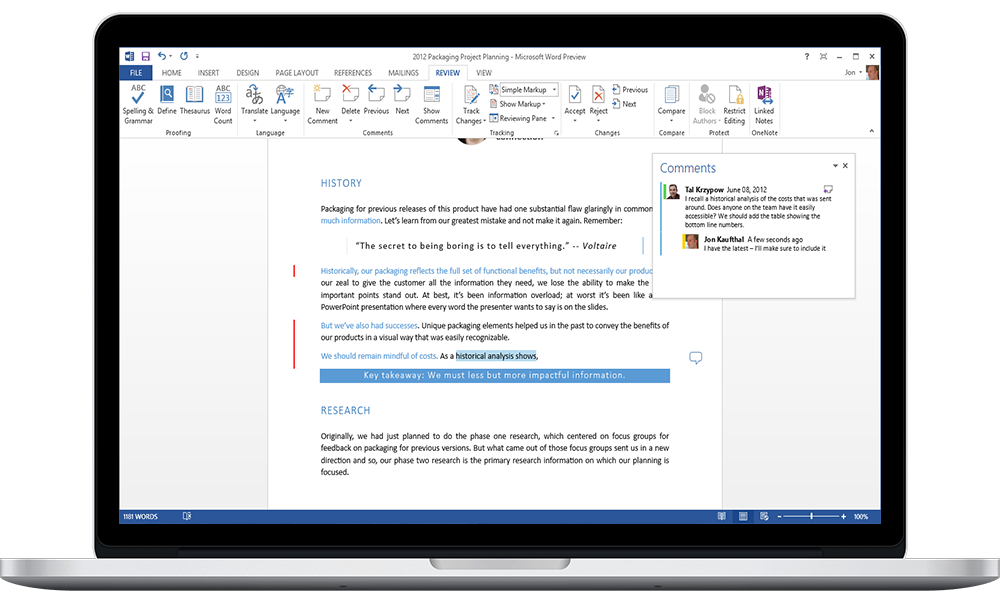 2012 Packaging Project Planning - Microsoft Word Preview
?
FILE HOME INSERT DESIGN PAGE LAYOUT REFERENCES MAILINGS REVIEW VIEW
Jon
ABC
Spelling & Grammar
Define
Thesaurus
ABC
123
Word Count
Proofing
Translate
Language
Language
New Comment
Delete
Previous
Next
Show Comments
Comments
Track Changes
Simple Markup
Show Markup
Reviewing Pane
Tracking
Accept
Reject
Previous
Next
Changes
Compare
Compare
Block Authors
Restrict Editing
Protect
Linked Notes
OneNote
HISTORY
Packaging for previous releases of this product have had one substantial flaw glaringly in common
much information. Let's learn from our greatest mistake and not make it again. Remember:
“The secret to being boring is to tell everything.” -- Voltaire
Historically, our packaging reflects the full set of functional benefits, but not necessarily our produc
our zeal to give the customer all the information they need, we lose the ability to make the
important points stand out. At best, it's been information overload; at worst it's been like a
PowerPoint presentation where every word the presenter wants to say is on the slides.
But we've also had successes. Unique packaging elements helped us in the past to convey the benefits of
our products in a visual way that was easily recognizable.
We should remain mindful of costs. As a historical analysis shows,
Key takeaway: We must less but more impactful information.
RESEARCH
Originally, we had just planned to do the phase one research, which centered on focus groups for
feedback on packaging for previous versions. But what came out of those focus groups sent us in a new
direction and so, our phase two research is the primary research information on which our planning is
focused.
Comments
Tal Krzypow June 08, 2012
I recall a historical analysis of the costs that was sent
around. Does anyone on the team have it easily
accessible? We should add the table showing the
bottom line numbers.
Jon Kaufthal A few seconds ago
I have the latest – I'll make sure to include it
1181 WORDS
100%